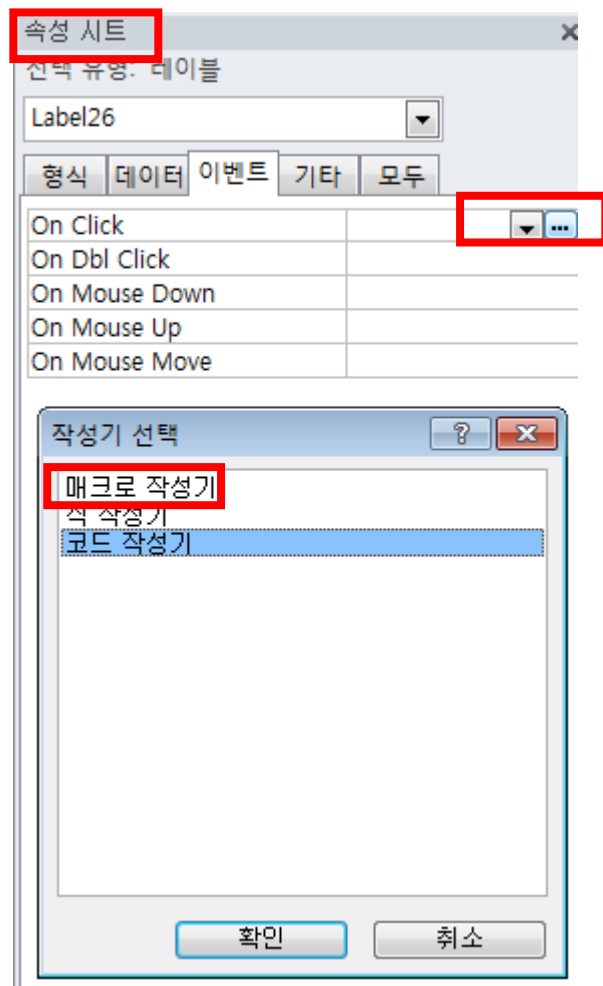 속성 시트
선택 유형: 레이블
Label26
형식 데이터 이벤트 기타 모두
On Click
On Dbl Click
On Mouse Down
On Mouse Up
On Mouse Move
작성기 선택
매크로 작성기
식 작성기
코드 작성기
확인 취소